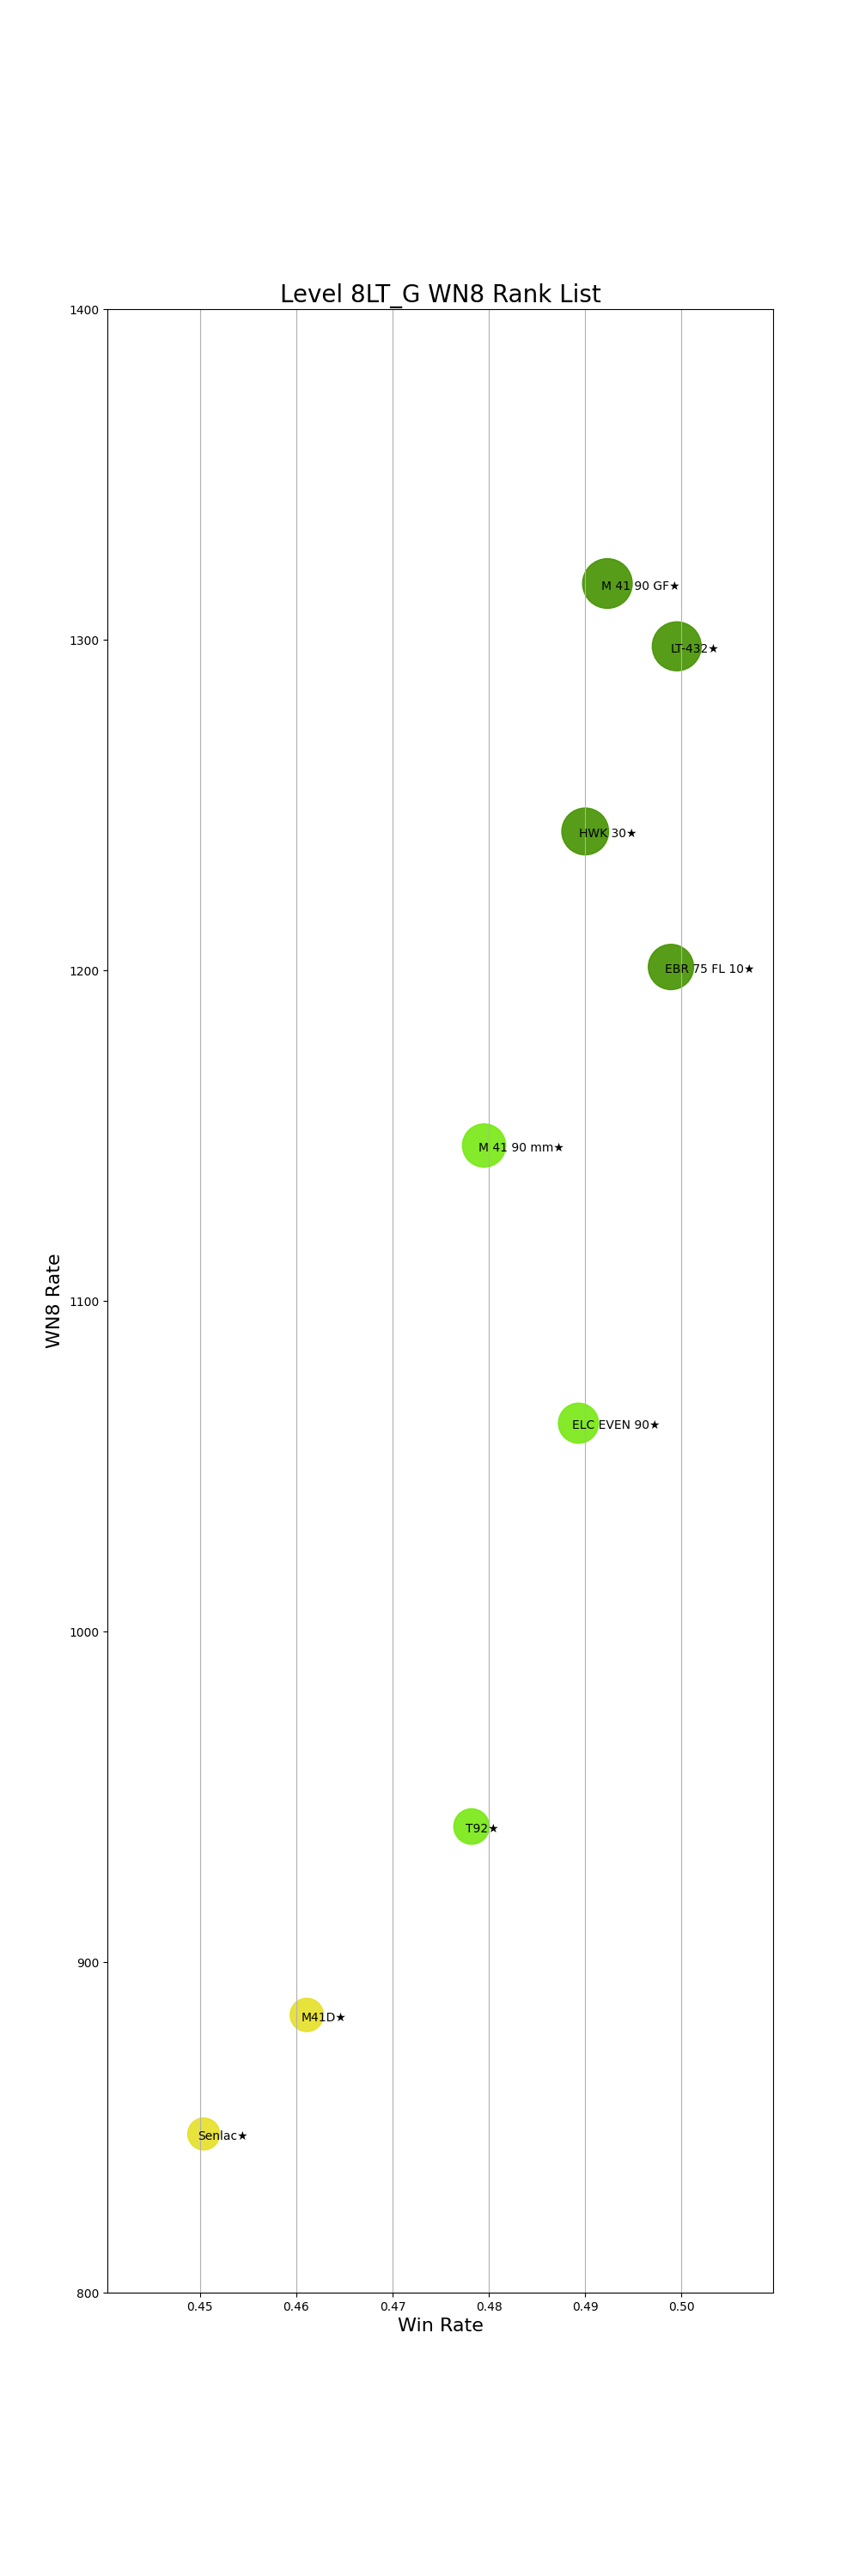 Level 8LT_G WN8 Rank List
1400
M 41 90 GF★
1300
LT-432★
HWK 30★
1200
EBR 75 FL 10★
M 41 90 mm★
WN8 Rate
1100
ELC EVEN 90★
1000
T92★
900
M41D★
Senlac★
800
0.45 0.46 0.47 0.48 0.49 0.50
Win Rate